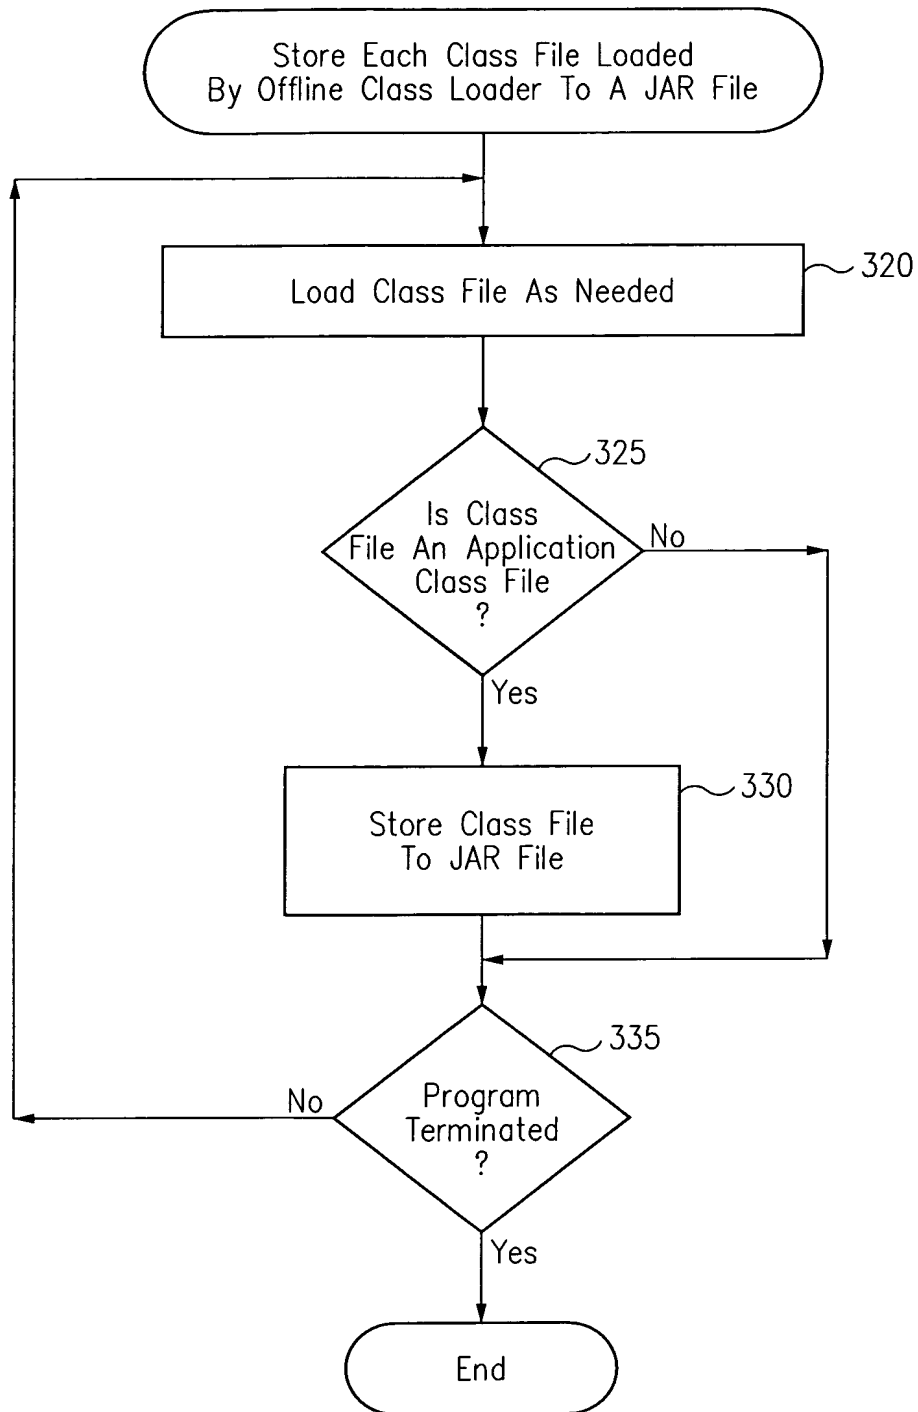 Store Each Class File Loaded
By Offline Class Loader To A JAR File
Load Class File As Needed
320
325
Is Class
File An Application
Class File
?
No
Yes
330
Store Class File
To JAR File
335
No
Program
Terminated
?
Yes
End